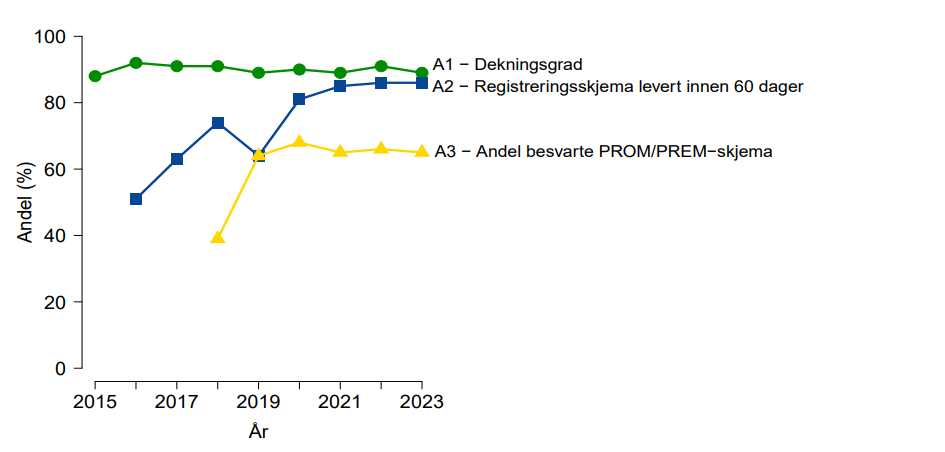 100
80
60
40
20
0
Andel (%)
A1 − Dekningsgrad
A2 − Registreringsskjema levert innen 60 dager
A3 − Andel besvarte PROM/PREM−skjema
2015 2017 2019 2021 2023
År